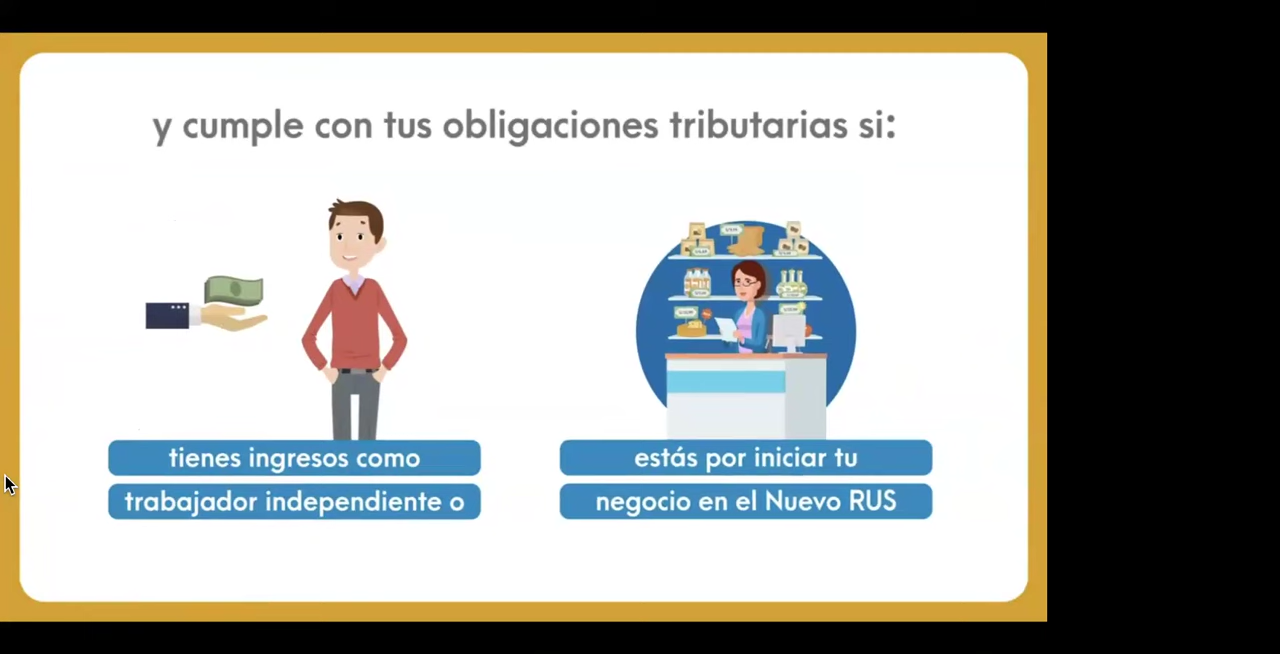 y cumple con tus obligaciones tributarias si:
tienes ingresos como
trabajador independiente o
estás por iniciar tu
negocio en el Nuevo RUS